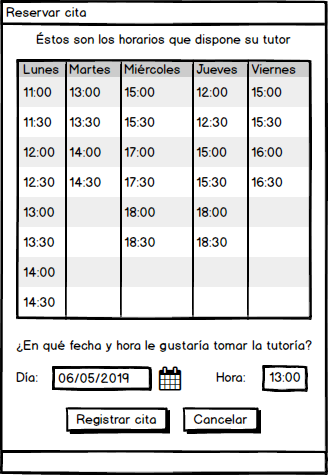 Reservar cita
Éstos son los horarios que dispone su tutor
Lunes Martes Miércoles Jueves Viernes
11:00 13:00 15:00 12:00 15:00
11:30 13:30 15:30 12:30 15:30
12:00 14:00 17:00 15:00 16:00
12:30 14:30 17:30 15:30 16:30
13:00 18:00 18:00
13:30 18:30 18:30
14:00
14:30
¿En qué fecha y hora le gustaría tomar la tutoría?
Día: 06/05/2019 Hora: 13:00
Registrar cita Cancelar